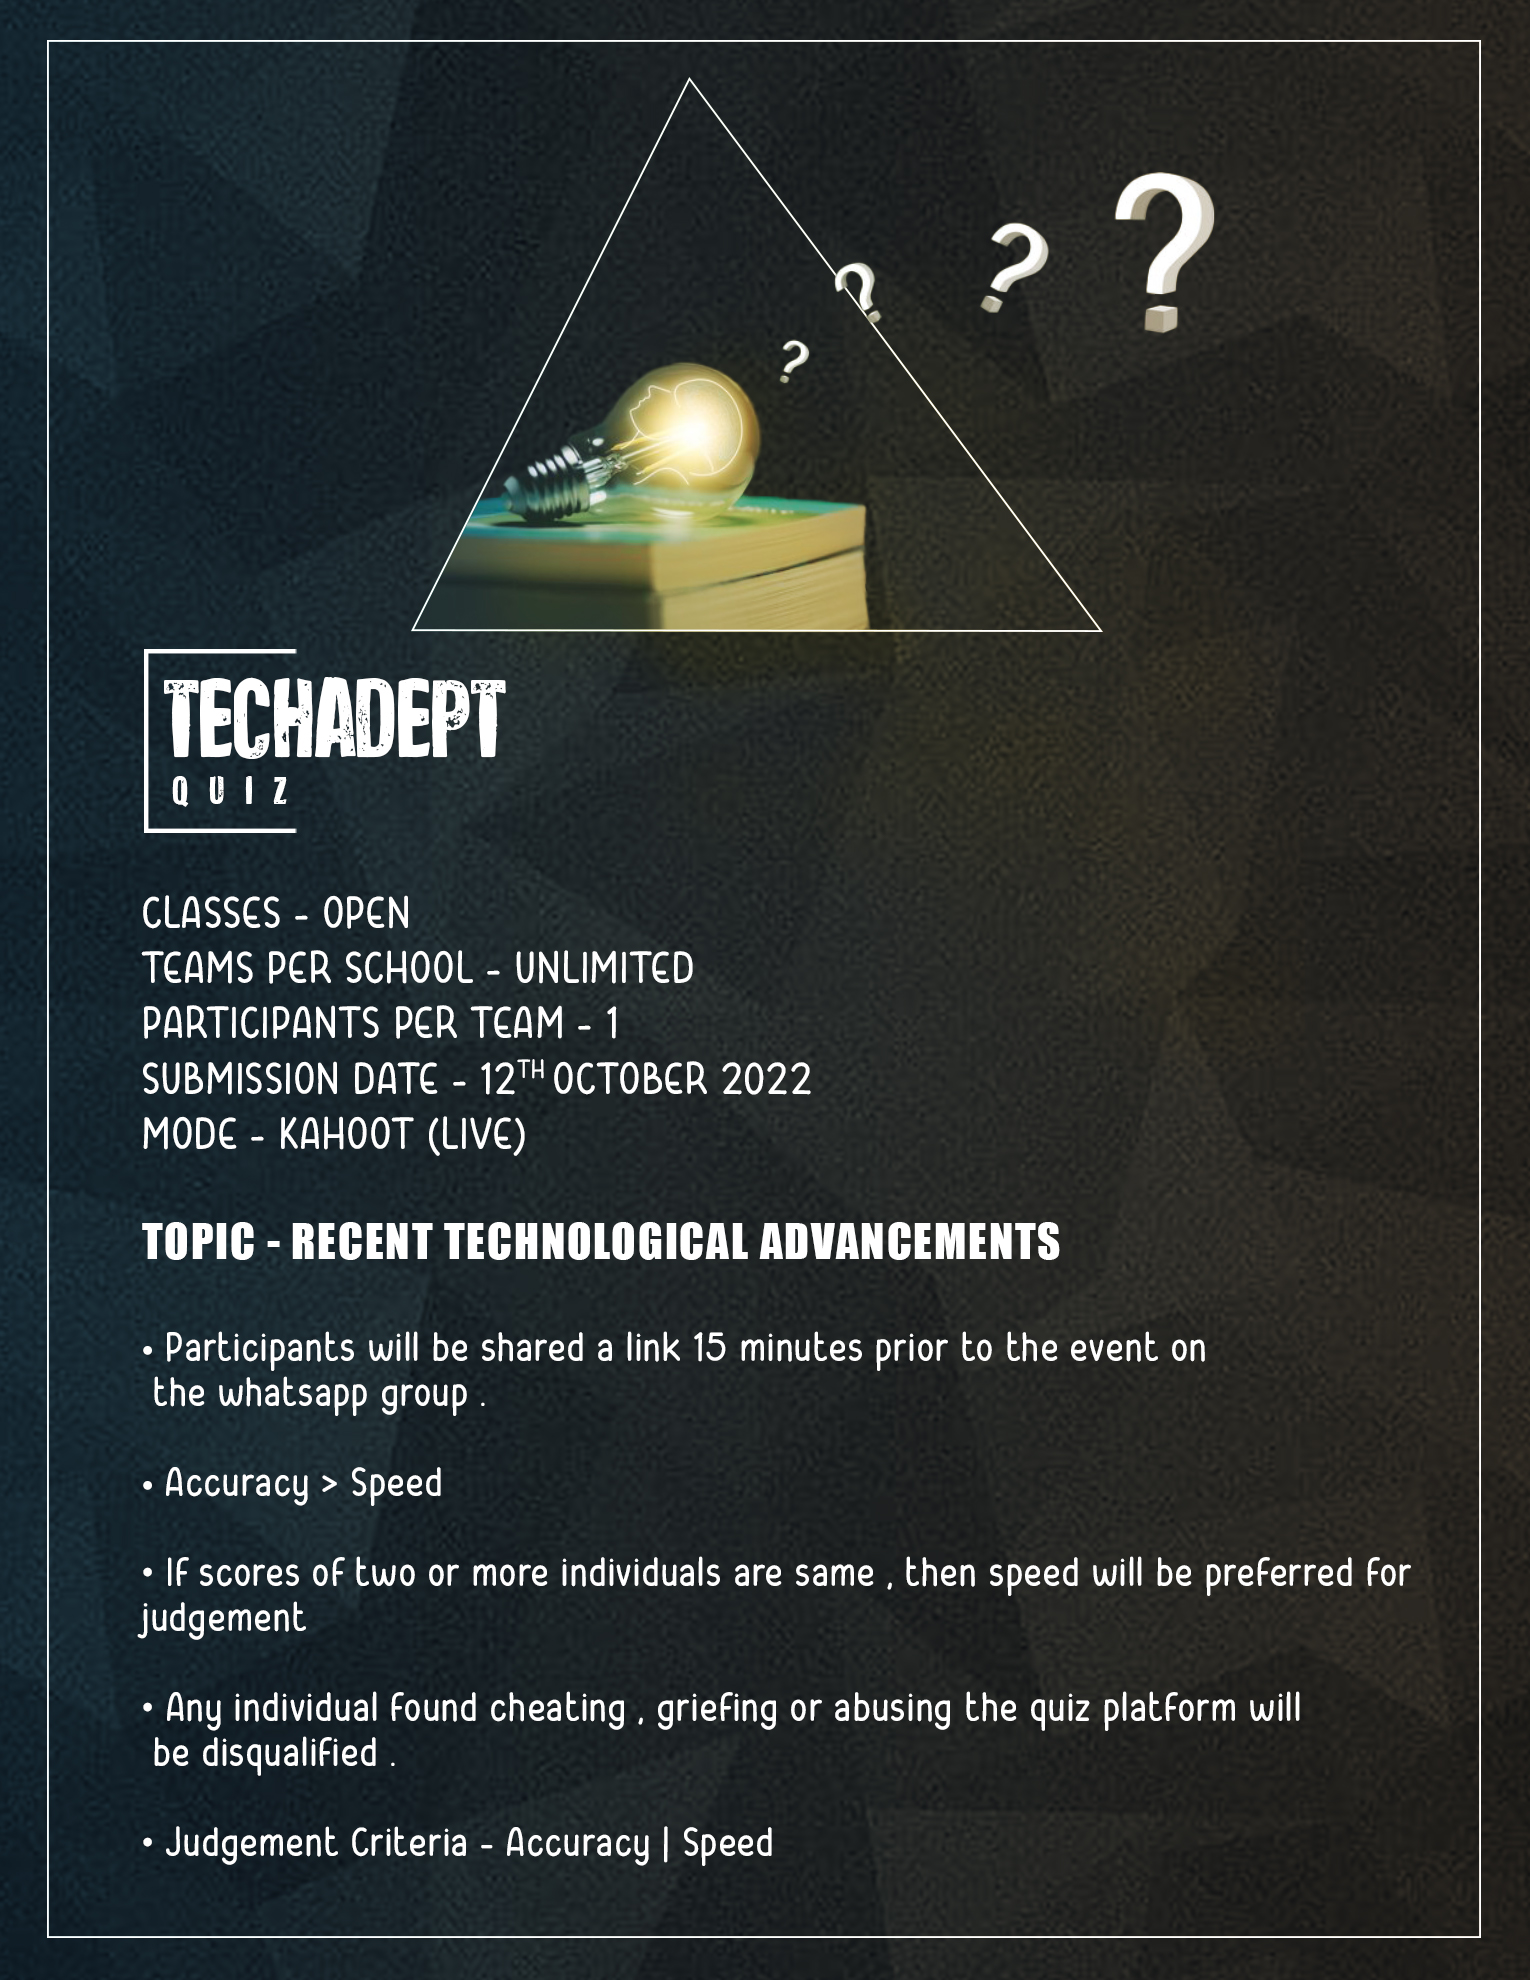 ?
?
?
?
TECHADEPT
QUIZ
CLASSES - OPEN
TEAMS PER SCHOOL - UNLIMITED
PARTICIPANTS PER TEAM - 1
SUBMISSION DATE - 12TH OCTOBER 2022
MODE - KAHOOT (LIVE)
TOPIC - RECENT TECHNOLOGICAL ADVANCEMENTS
• Participants will be shared a link 15 minutes prior to the event on
the whatsapp group .
• Accuracy > Speed
• If scores of two or more individuals are same , then speed will be preferred for
judgement
• Any individual found cheating , griefing or abusing the quiz platform will
be disqualified .
• Judgement Criteria - Accuracy | Speed